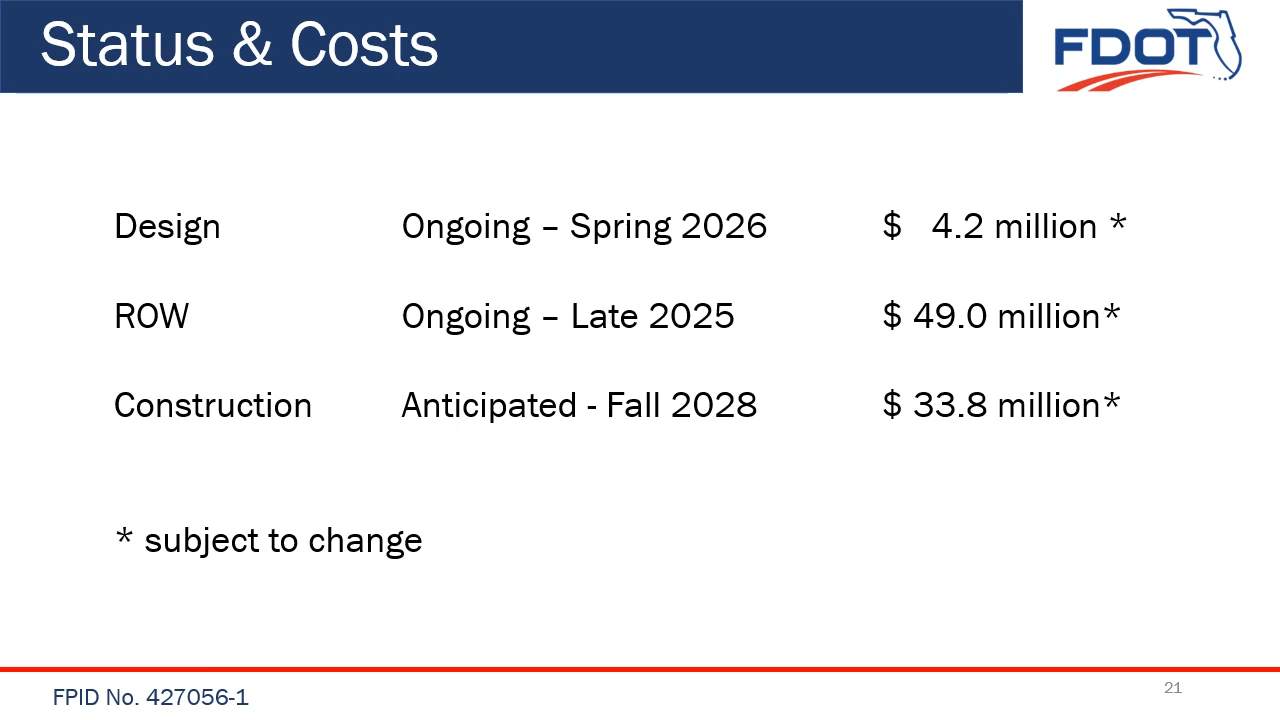 Status & Costs
FDOT
Design Ongoing – Spring 2026 $ 4.2 million *
ROW Ongoing – Late 2025 $ 49.0 million*
Construction Anticipated - Fall 2028 $ 33.8 million*
* subject to change
FPID No. 427056-1
21